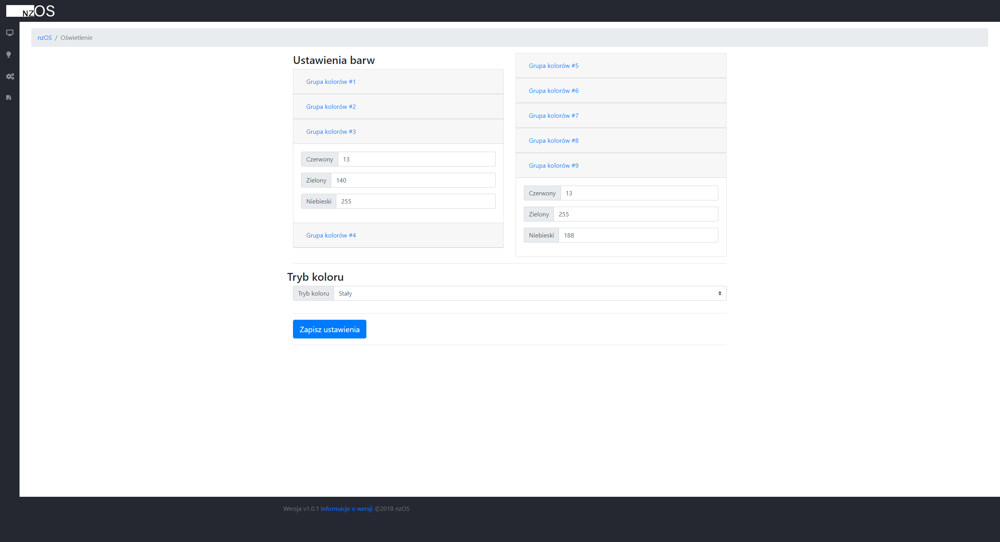 NZOS
nzOS / Oświetlenie
Ustawienia barw
Grupa kolorów #1
Grupa kolorów #2
Grupa kolorów #3
Czerwony 13
Zielony 140
Niebieski 255
Grupa kolorów #4
Grupa kolorów #5
Grupa kolorów #6
Grupa kolorów #7
Grupa kolorów #8
Grupa kolorów #9
Czerwony 13
Zielony 255
Niebieski 188
Tryb koloru
Tryb koloru Stały
Zapisz ustawienia
Wersja v1.0.1 Informacje o wersji ©2018 nzOS